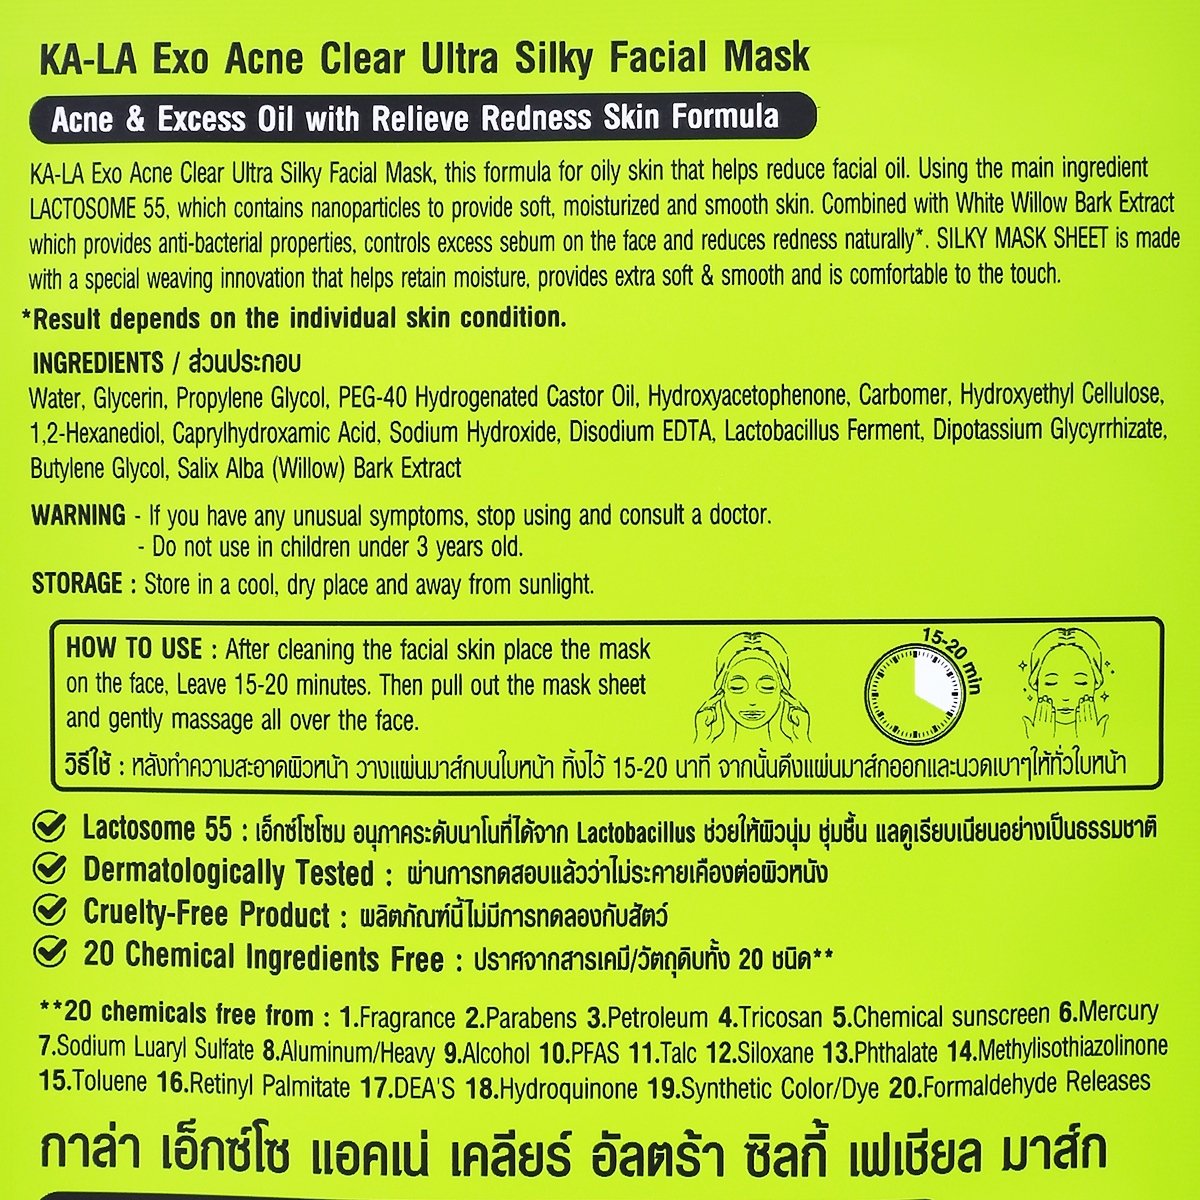 KA-LA Exo Acne Clear Ultra Silky Facial Mask
Acne & Excess Oil with Relieve Redness Skin Formula
KA-LA Exo Acne Clear Ultra Silky Facial Mask, this formula for oily skin that helps reduce facial oil. Using the main ingredient
LACTOSOME 55, which contains nanoparticles to provide soft, moisturized and smooth skin. Combined with White Willow Bark Extract
which provides anti-bacterial properties, controls excess sebum on the face and reduces redness naturally*. SILKY MASK SHEET is made
with a special weaving innovation that helps retain moisture, provides extra soft & smooth and is comfortable to the touch.
*Result depends on the individual skin condition.
INGREDIENTS / ส่วนประกอบ
Water, Glycerin, Propylene Glycol, PEG-40 Hydrogenated Castor Oil, Hydroxyacetophenone, Carbomer, Hydroxyethyl Cellulose,
1,2-Hexanediol, Caprylhydroxamic Acid, Sodium Hydroxide, Disodium EDTA, Lactobacillus Ferment, Dipotassium Glycyrrhizate,
Butylene Glycol, Salix Alba (Willow) Bark Extract
WARNING - If you have any unusual symptoms, stop using and consult a doctor.
- Do not use in children under 3 years old.
STORAGE : Store in a cool, dry place and away from sunlight.
HOW TO USE : After cleaning the facial skin place the mask
on the face, Leave 15-20 minutes. Then pull out the mask sheet
and gently massage all over the face.
15-20 min
วิธีใช้ : หลังทำความสะอาดผิวหน้า วางแผ่นมาส์กบนใบหน้า ทิ้งไว้ 15-20 นาที จากนั้นดึงแผ่นมาส์กออกและนวดเบาๆให้ทั่วใบหน้า
Lactosome 55 : เอ็กซ์โซโซม อนุภาคระดับนาโนที่ได้จาก Lactobacillus ช่วยให้ผิวนุ่ม ชุ่มชื้น แลดูเรียบเนียนอย่างเป็นธรรมชาติ
Dermatologically Tested : ผ่านการทดสอบแล้วว่าไม่ระคายเคืองต่อผิวหนัง
Cruelty-Free Product : ผลิตภัณฑ์นี้ไม่มีการทดลองกับสัตว์
20 Chemical Ingredients Free : ปราศจากสารเคมี/วัตถุดิบทั้ง 20 ชนิด**
**20 chemicals free from : 1.Fragrance 2.Parabens 3.Petroleum 4.Tricosan 5.Chemical sunscreen 6.Mercury
7.Sodium Luaryl Sulfate 8.Aluminum/Heavy 9.Alcohol 10.PFAS 11.Talc 12.Siloxane 13.Phthalate 14.Methylisothiazolinone
15.Toluene 16.Retinyl Palmitate 17.DEA'S 18.Hydroquinone 19.Synthetic Color/Dye 20.Formaldehyde Releases
กาล่า เอ็กซ์โซ แอคเน่ เคลียร์ อัลตร้า ซิลกี้ เฟเชียล มาส์ก